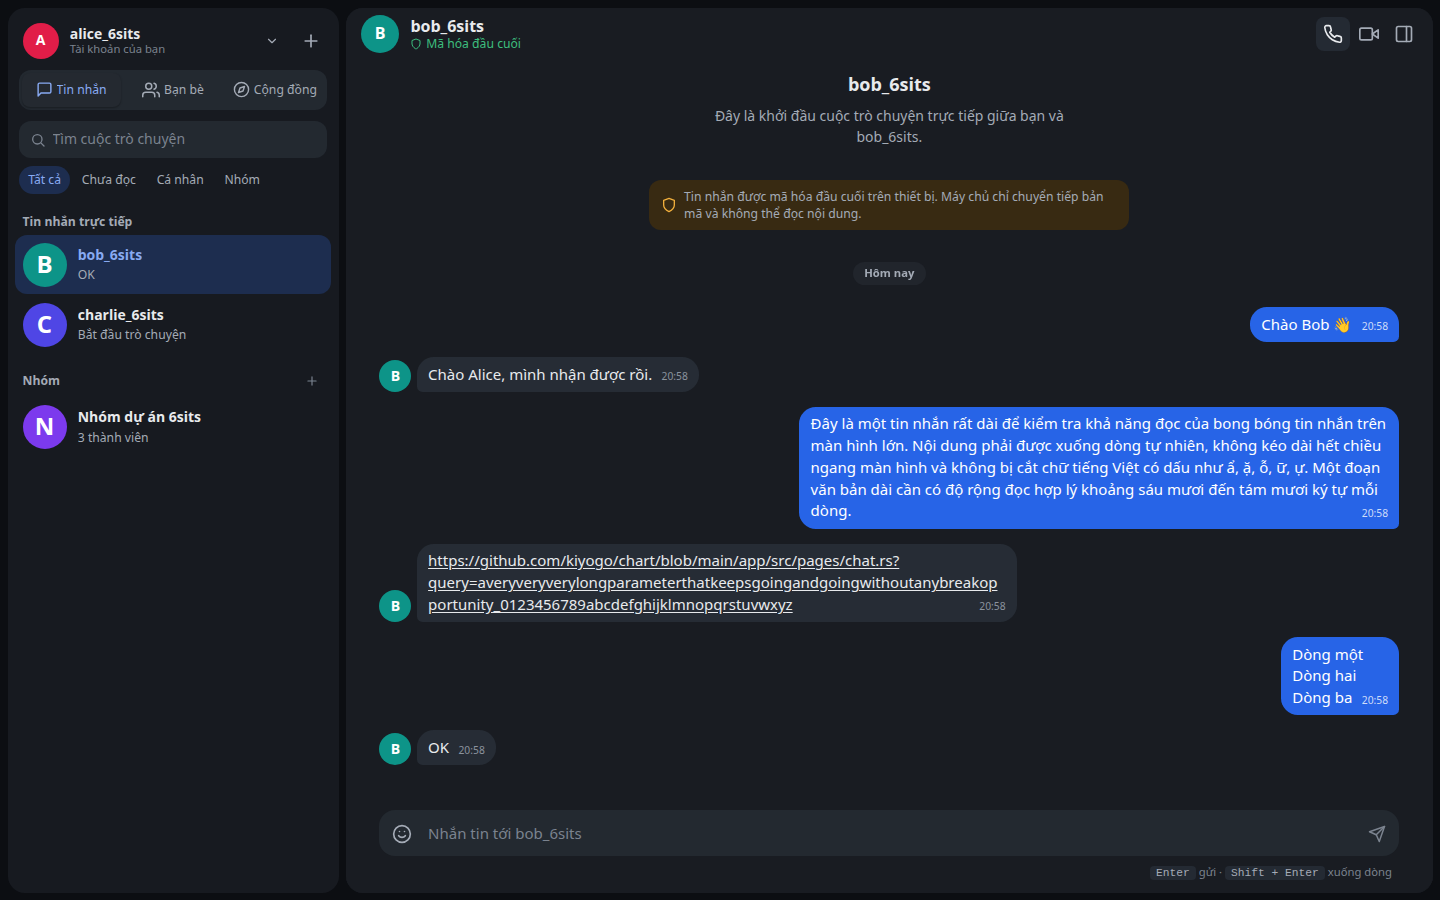 A
alice_6sits
Tài khoản của bạn
Tin nhắn
Bạn bè
Cộng đồng
Tìm cuộc trò chuyện
Tất cả
Chưa đọc
Cá nhân
Nhóm
Tin nhắn trực tiếp
B
bob_6sits
OK
C
charlie_6sits
Bắt đầu trò chuyện
Nhóm
N
Nhóm dự án 6sits
3 thành viên
B
bob_6sits
Mã hóa đầu cuối
bob_6sits
Đây là khởi đầu cuộc trò chuyện trực tiếp giữa bạn và
bob_6sits.
Tin nhắn được mã hóa đầu cuối trên thiết bị. Máy chủ chỉ chuyển tiếp bản
mã và không thể đọc nội dung.
Hôm nay
Chào Bob 👋 20:58
B
Chào Alice, mình nhận được rồi. 20:58
Đây là một tin nhắn rất dài để kiểm tra khả năng đọc của bong bóng tin nhắn trên
màn hình lớn. Nội dung phải được xuống dòng tự nhiên, không kéo dài hết chiều
ngang màn hình và không bị cắt chữ tiếng Việt có dấu như ẩ, ặ, ỗ, ữ, ự. Một đoạn
văn bản dài cần có độ rộng đọc hợp lý khoảng sáu mươi đến tám mươi ký tự mỗi
dòng. 20:58
https://github.com/kiyogo/chart/blob/main/app/src/pages/chat.rs?
query=averyveryverylongparameterthatkeepsgoingandgoingwithoutanybreakop
portunity_0123456789abcdefghijklmnopqrstuvwxyz 20:58
B
Dòng một
Dòng hai
Dòng ba 20:58
B
OK 20:58
Nhắn tin tới bob_6sits
Enter gửi · Shift + Enter xuống dòng